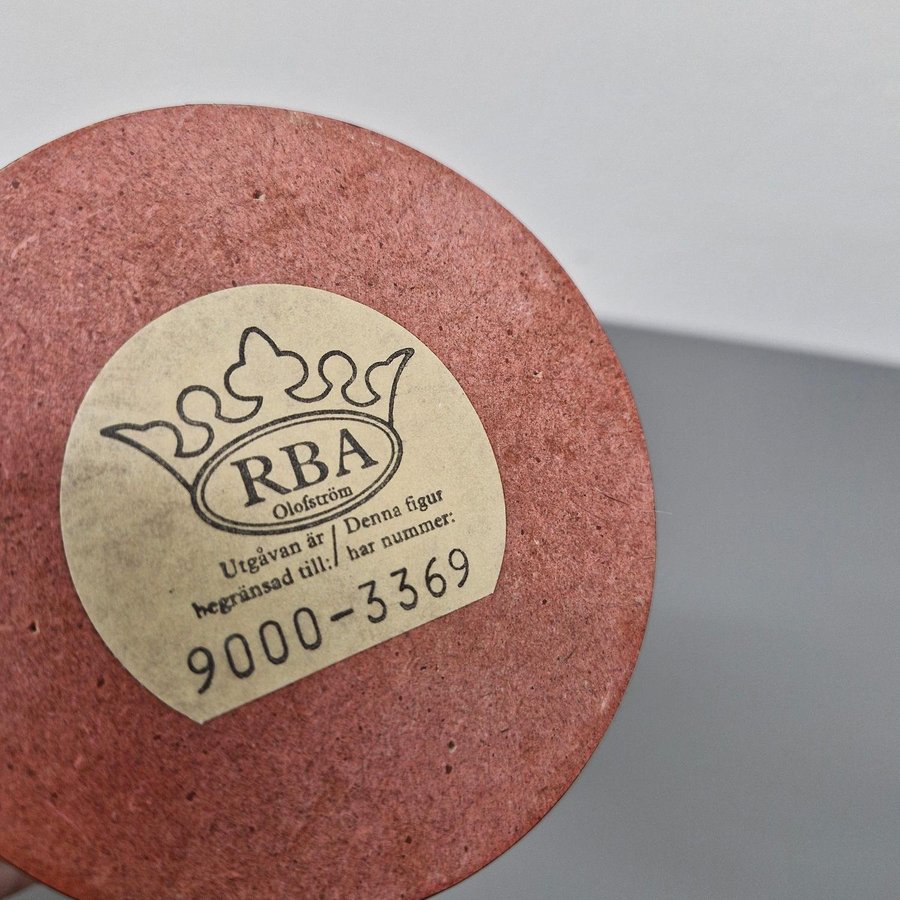 RBA
Olofström
Utgåvan är / Denna figur
begränsad till: / har nummer:
9000-3369